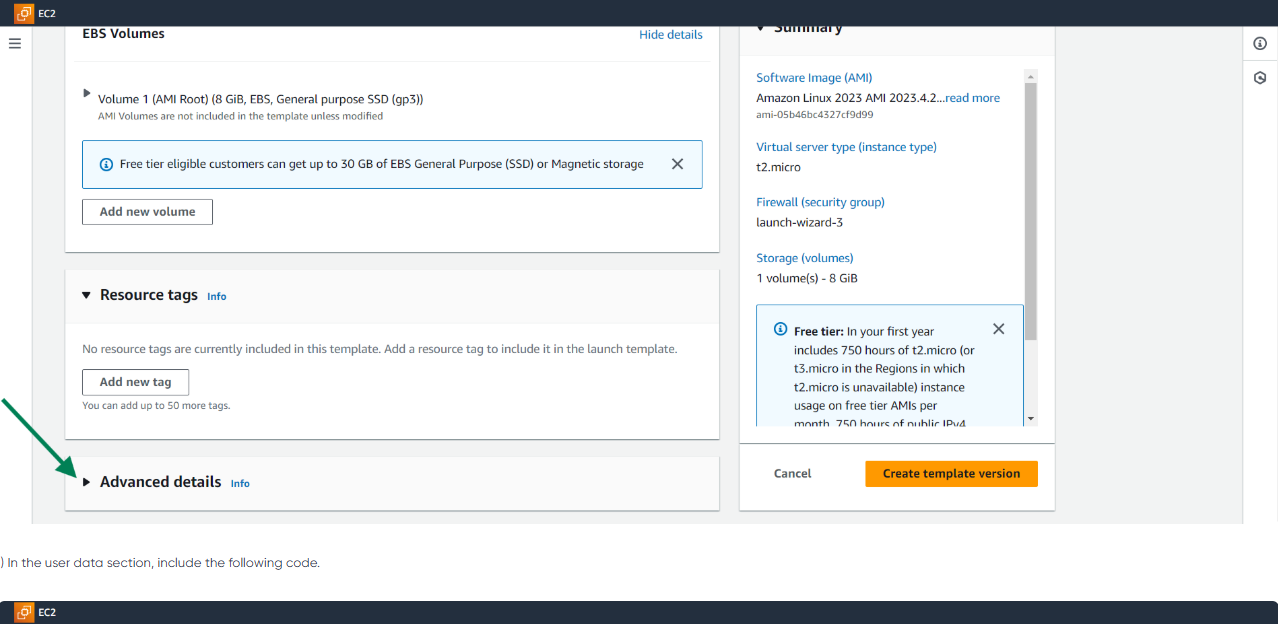 EC2
EBS Volumes
Hide details
Volume 1 (AMI Root) (8 GiB, EBS, General purpose SSD (gp3))
AMI Volumes are not included in the template unless modified
Free tier eligible customers can get up to 30 GB of EBS General Purpose (SSD) or Magnetic storage
Add new volume
Resource tags Info
No resource tags are currently included in this template. Add a resource tag to include it in the launch template.
Add new tag
You can add up to 50 more tags.
Advanced details Info
Summary
Software Image (AMI)
Amazon Linux 2023 AMI 2023.4.2...read more
ami-05b46bc4327cf9d99
Virtual server type (instance type)
t2.micro
Firewall (security group)
launch-wizard-3
Storage (volumes)
1 volume(s) - 8 GiB
Free tier: In your first year
includes 750 hours of t2.micro (or
t3.micro in the Regions in which
t2.micro is unavailable) instance
usage on free tier AMIs per
month, 750 hours of public IPv4
Cancel
Create template version
) In the user data section, include the following code.
EC2